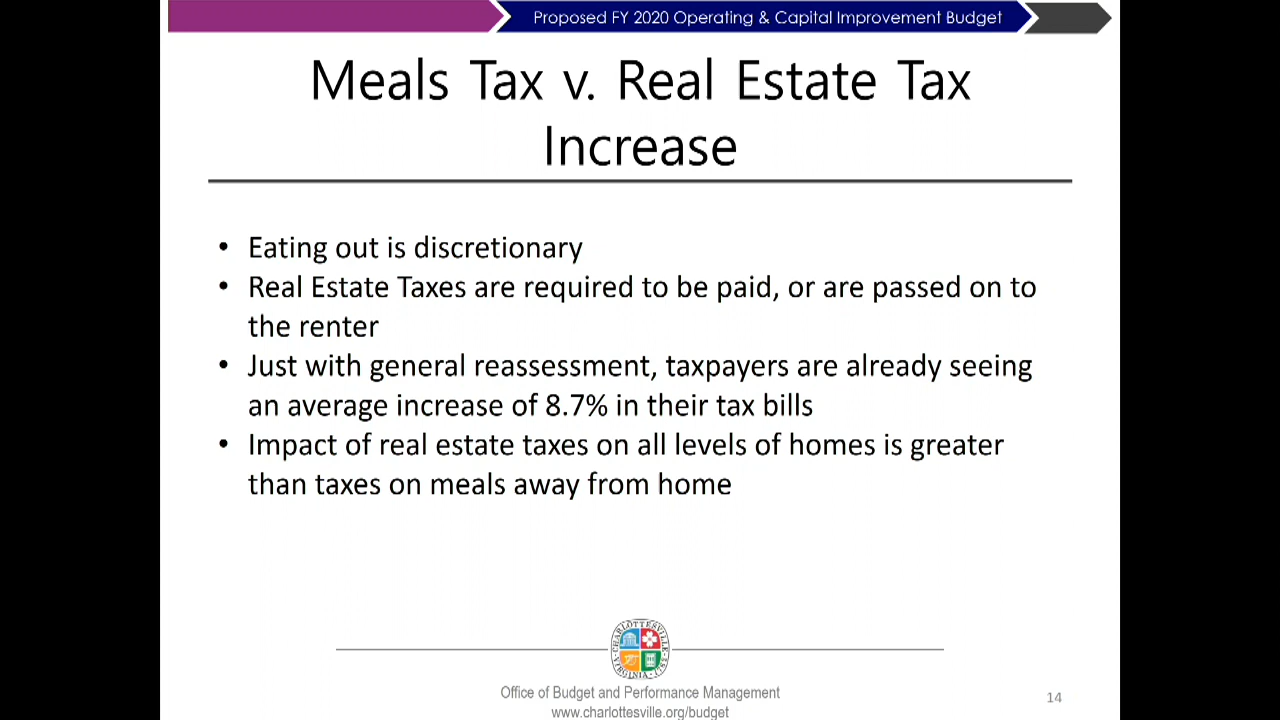 Proposed FY 2020 Operating & Capital Improvement Budget
Meals Tax v. Real Estate Tax
Increase
• Eating out is discretionary
• Real Estate Taxes are required to be paid, or are passed on to
the renter
• Just with general reassessment, taxpayers are already seeing
an average increase of 8.7% in their tax bills
• Impact of real estate taxes on all levels of homes is greater
than taxes on meals away from home
CHARLOTTESVILLE
VIRGINIA
Office of Budget and Performance Management
www.charlottesville.org/budget
14